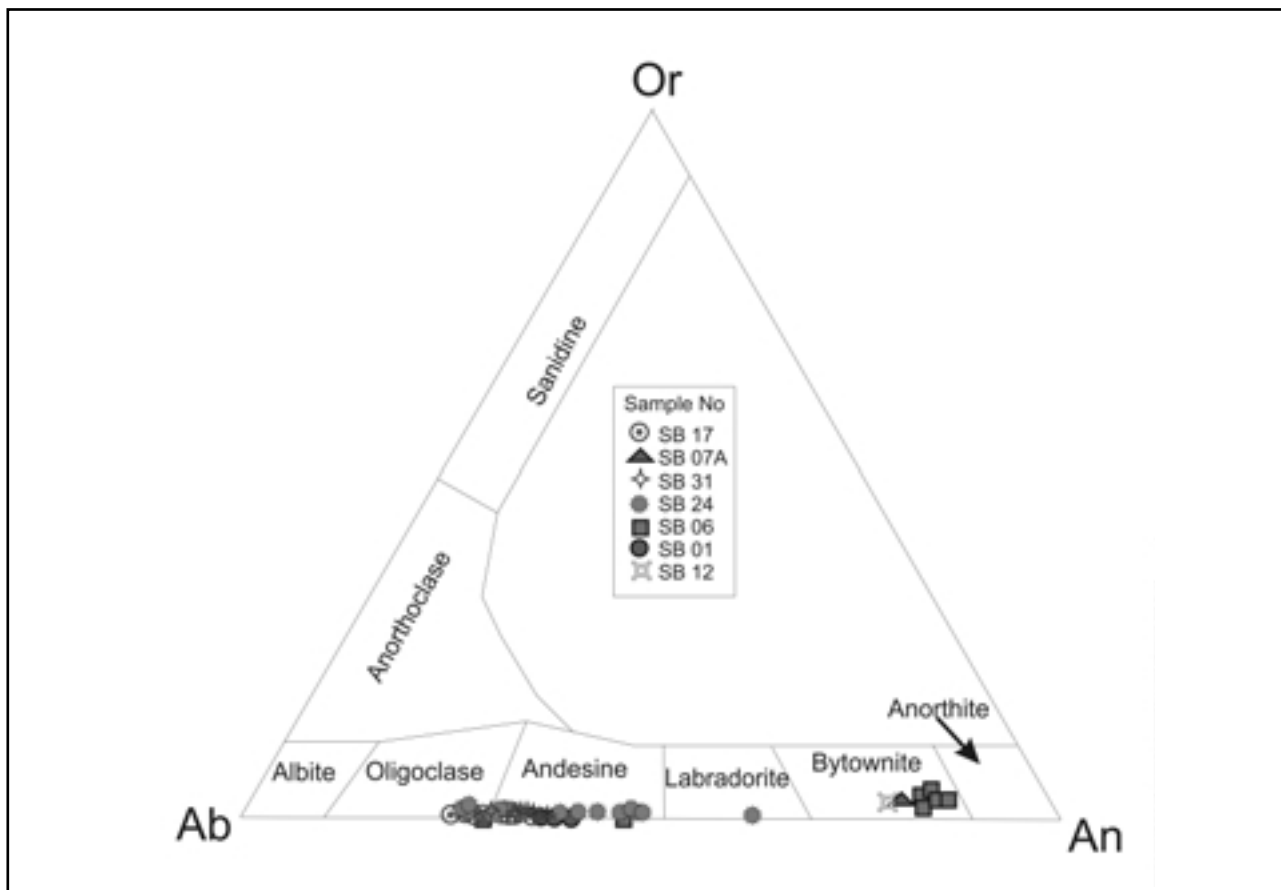 Or
Sanidine
Sample No
SB 17
SB 07A
SB 31
SB 24
SB 06
SB 01
SB 12
Anorthoclase
Anorthite
Albite
Oligoclase
Andesine
Labradorite
Bytownite
Ab
An